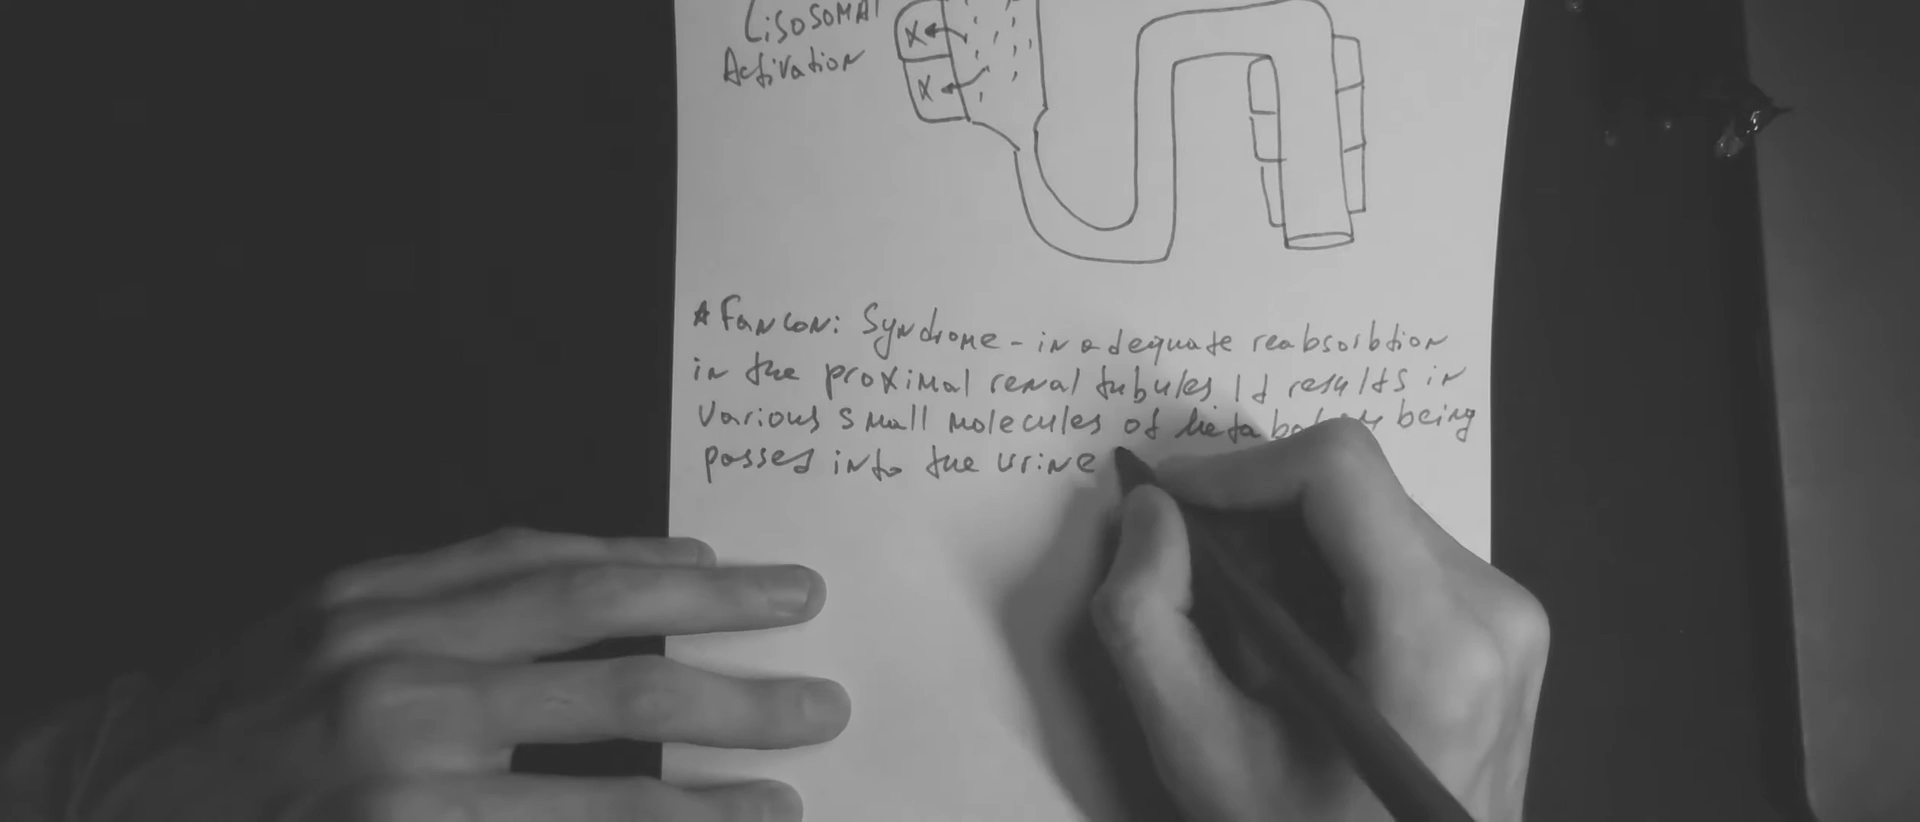 Lisosomal
Activation
X
X
* Fanconi Syndrome - inadequate reabsorbtion
in the proximal renal tubules It results in
various small molecules of being
passed into the urine